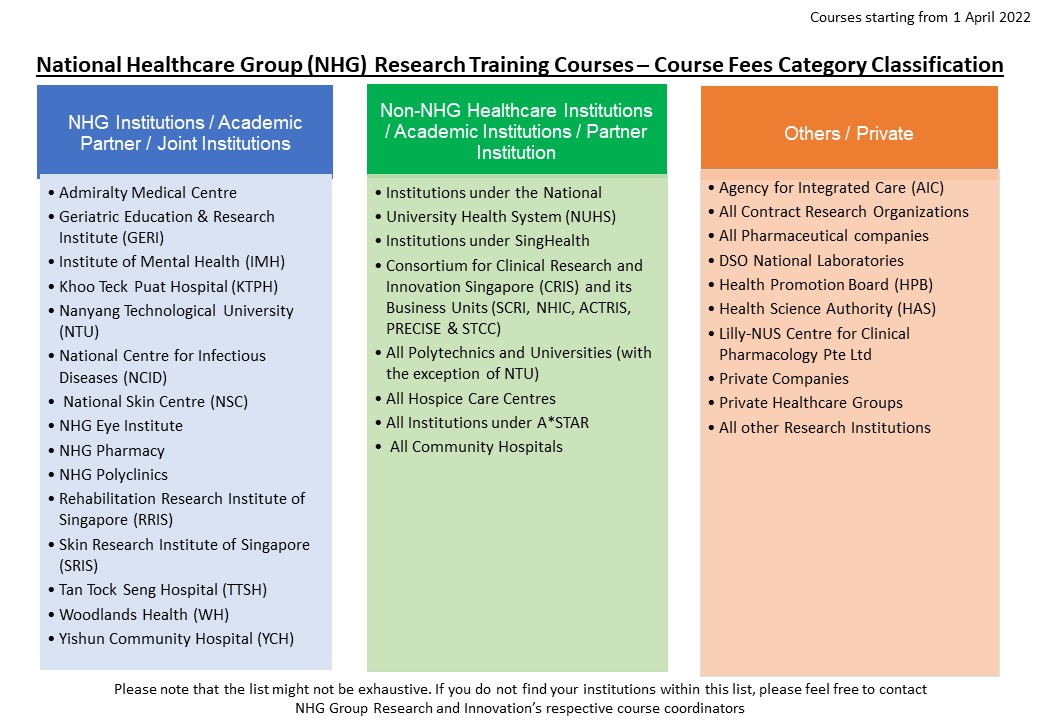 Courses starting from 1 April 2022
National Healthcare Group (NHG) Research Training Courses – Course Fees Category Classification
NHG Institutions / Academic
Partner / Joint Institutions
• Admiralty Medical Centre
• Geriatric Education & Research
Institute (GERI)
• Institute of Mental Health (IMH)
• Khoo Teck Puat Hospital (KTPH)
• Nanyang Technological University
(NTU)
• National Centre for Infectious
Diseases (NCID)
• National Skin Centre (NSC)
• NHG Eye Institute
• NHG Pharmacy
• NHG Polyclinics
• Rehabilitation Research Institute of
Singapore (RRIS)
• Skin Research Institute of Singapore
(SRIS)
• Tan Tock Seng Hospital (TTSH)
• Woodlands Health (WH)
• Yishun Community Hospital (YCH)
Non-NHG Healthcare Institutions
/ Academic Institutions / Partner
Institution
• Institutions under the National
• University Health System (NUHS)
• Institutions under SingHealth
• Consortium for Clinical Research and
Innovation Singapore (CRIS) and its
Business Units (SCRI, NHIC, ACTRIS,
PRECISE & STCC)
• All Polytechnics and Universities (with
the exception of NTU)
• All Hospice Care Centres
• All Institutions under A*STAR
• All Community Hospitals
Others / Private
• Agency for Integrated Care (AIC)
• All Contract Research Organizations
• All Pharmaceutical companies
• DSO National Laboratories
• Health Promotion Board (HPB)
• Health Science Authority (HAS)
• Lilly-NUS Centre for Clinical
Pharmacology Pte Ltd
• Private Companies
• Private Healthcare Groups
• All other Research Institutions
Please note that the list might not be exhaustive. If you do not find your institutions within this list, please feel free to contact
NHG Group Research and Innovation's respective course coordinators